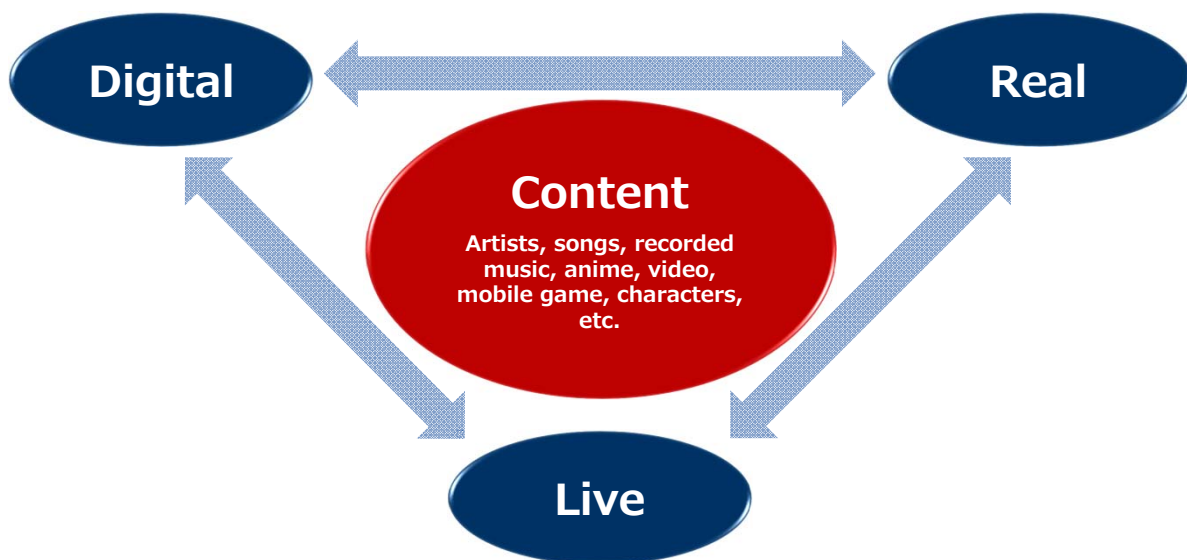 Digital
Real
Content
Artists, songs, recorded
music, anime, video,
mobile game, characters,
etc.
Live